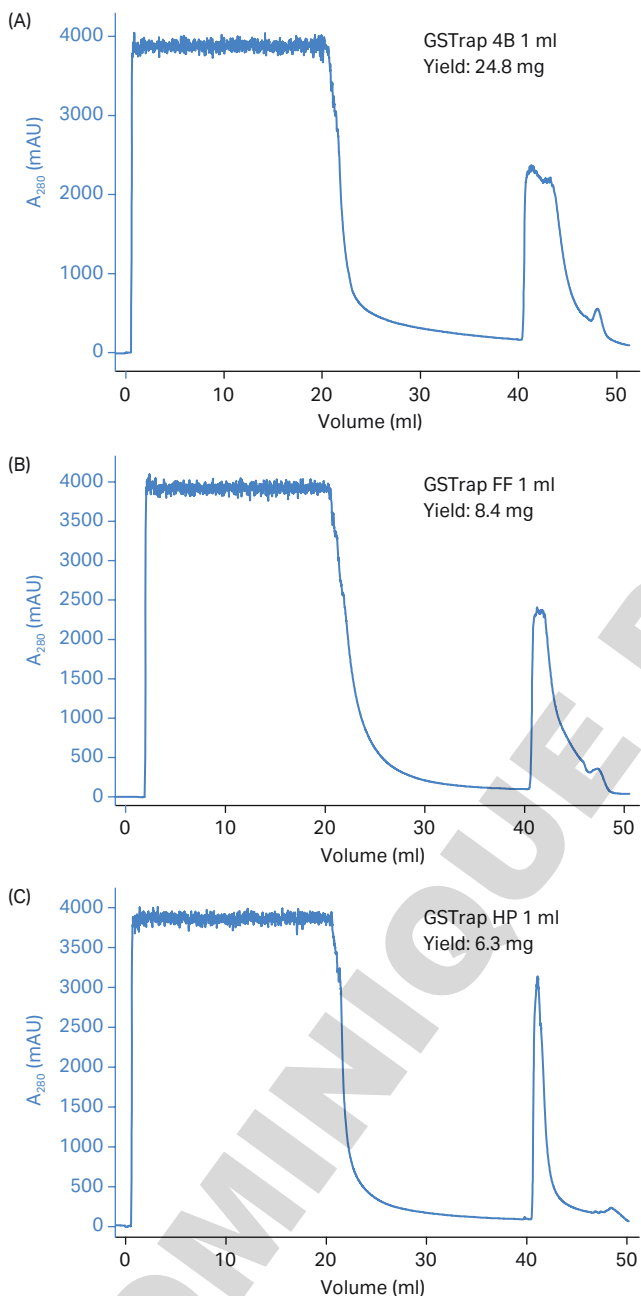 (A)
GSTrap 4B 1 ml
Yield: 24.8 mg
A280 (mAU)
4000
3000
2000
1000
0
0 10 20 30 40 50
Volume (ml)
(B)
GSTrap FF 1 ml
Yield: 8.4 mg
A280 (mAU)
4000
3500
3000
2500
2000
1500
1000
500
0
0 10 20 30 40 50
Volume (ml)
(C)
GSTrap HP 1 ml
Yield: 6.3 mg
A280 (mAU)
4000
3500
3000
2500
2000
1500
1000
500
0
0 10 20 30 40 50
Volume (ml)
OMINIQUE